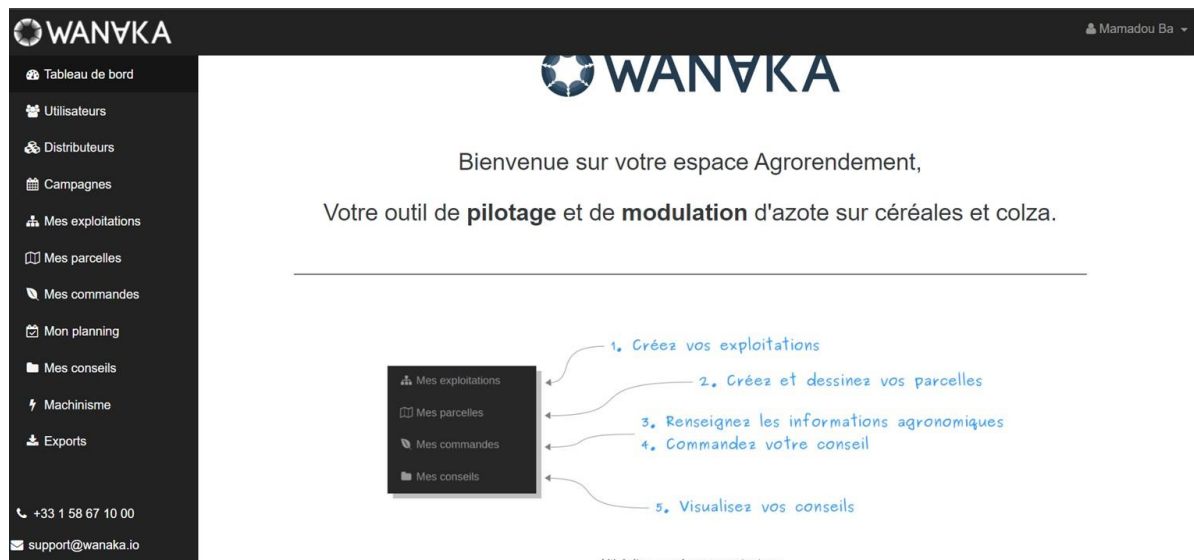 WANAKA
Mamadou Ba
Tableau de bord
Utilisateurs
Distributeurs
Campagnes
Mes exploitations
Mes parcelles
Mes commandes
Mon planning
Mes conseils
Machinisme
Exports
+33 1 58 67 10 00
support@wanaka.io
WANAKA
Bienvenue sur votre espace Agrorendement,
Votre outil de pilotage et de modulation d'azote sur céréales et colza.
Mes exploitations
Mes parcelles
Mes commandes
Mes conseils
1. Créez vos exploitations
2. Créez et dessinez vos parcelles
3. Renseignez les informations agronomiques
4. Commandez votre conseil
5. Visualisez vos conseils